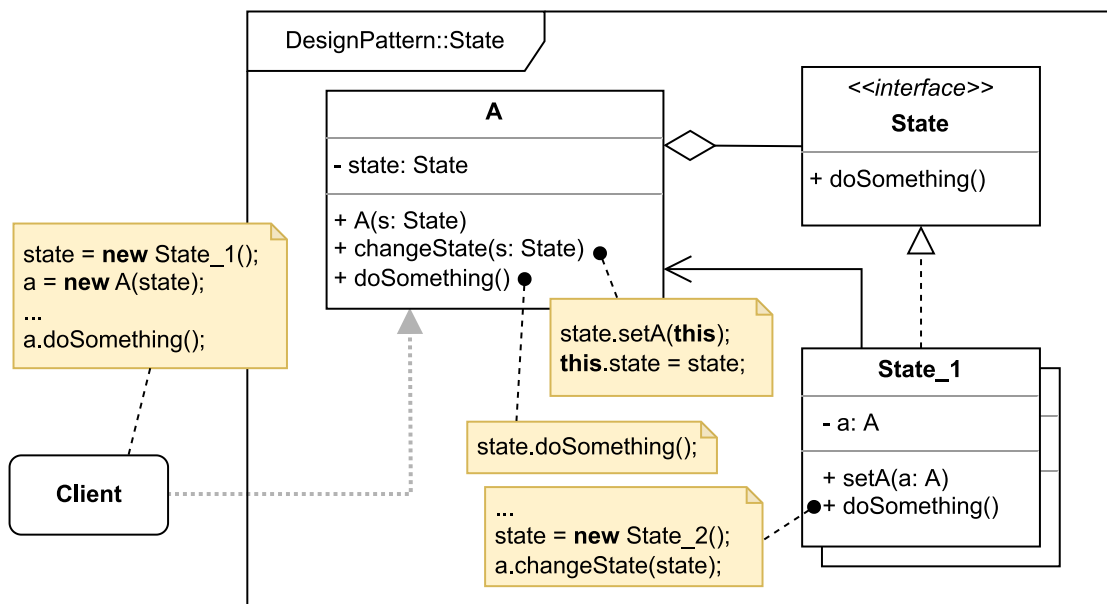 DesignPattern::State
A
- state: State
+ A(s: State)
+ changeState(s: State)
+ doSomething()
<<interface>>
State
+ doSomething()
state = new State_1();
a = new A(state);
...
a.doSomething();
state.setA(this);
this.state = state;
state.doSomething();
State_1
- a: A
+ setA(a: A)
+ doSomething()
Client
...
state = new State_2();
a.changeState(state);